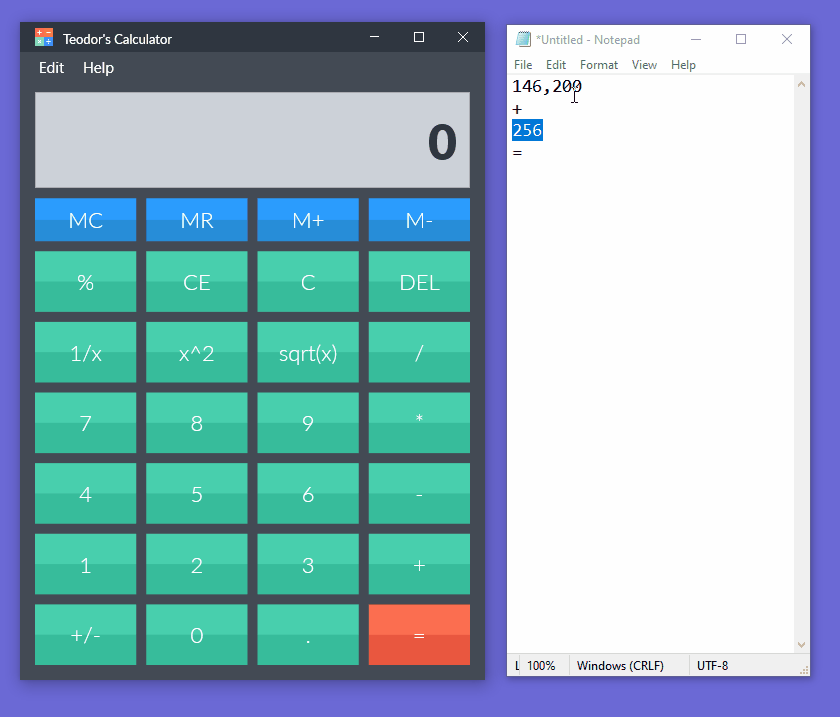 Teodor's Calculator
Edit Help
0
MC MR M+ M-
% CE C DEL
1/x x^2 sqrt(x) /
7 8 9 *
4 5 6 -
1 2 3 +
+/- 0 . =
*Untitled - Notepad
File Edit Format View Help
146,200
+
256
=
100% Windows (CRLF) UTF-8